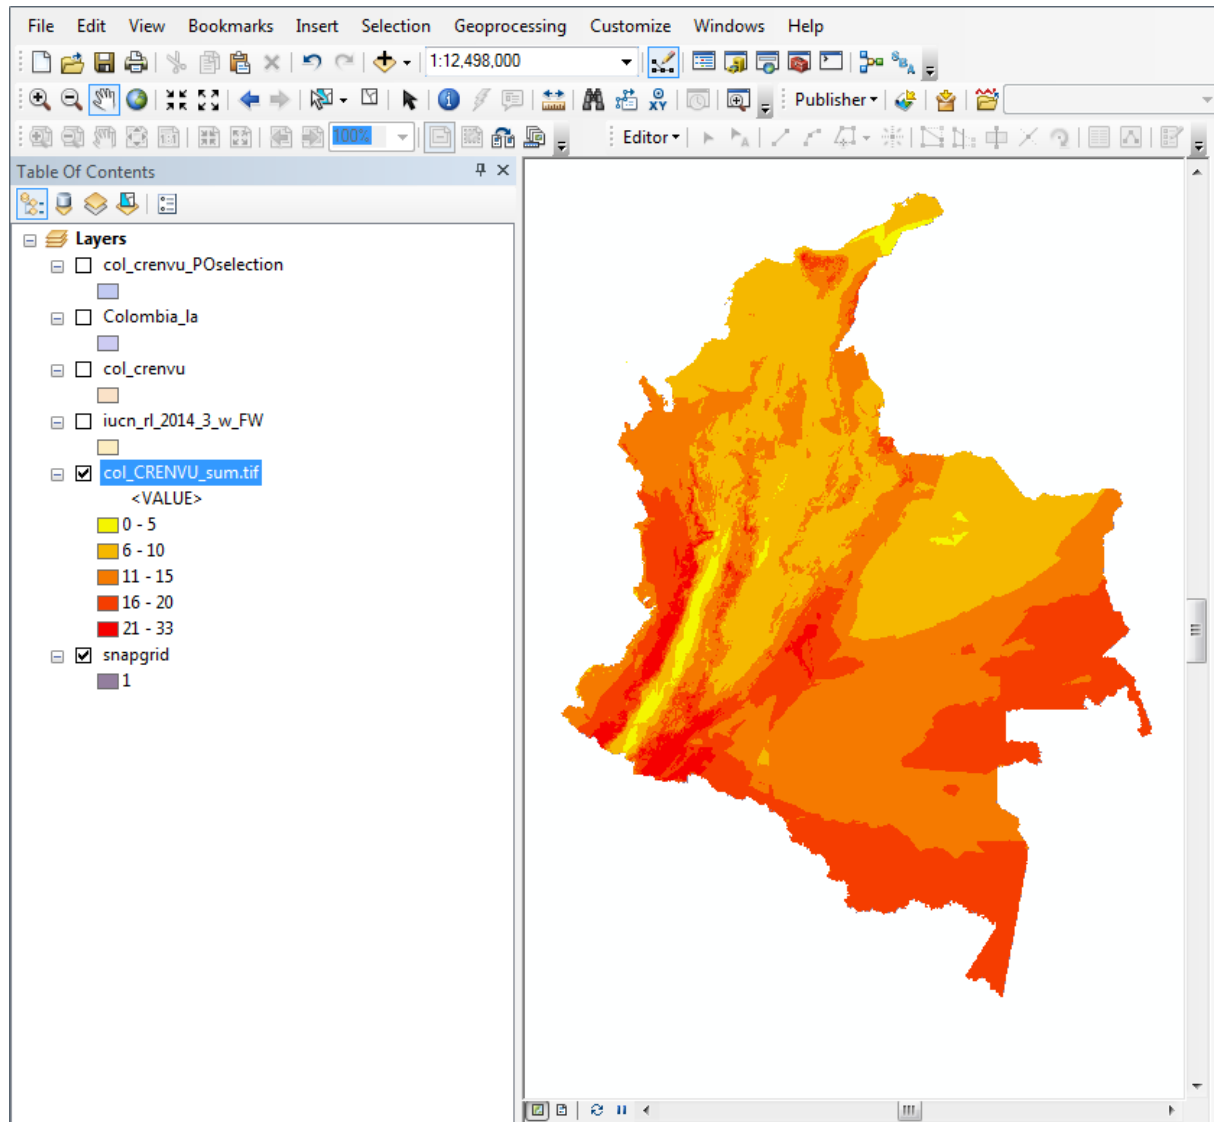 File Edit View Bookmarks Insert Selection Geoprocessing Customize Windows Help
1:12,498,000
Publisher
100% Editor
Table Of Contents
Layers
col_crenvu_POselection
Colombia_la
col_crenvu
iucn_rl_2014_3_w_FW
col_CRENVU_sum.tif
<VALUE>
0 - 5
6 - 10
11 - 15
16 - 20
21 - 33
snapgrid
1